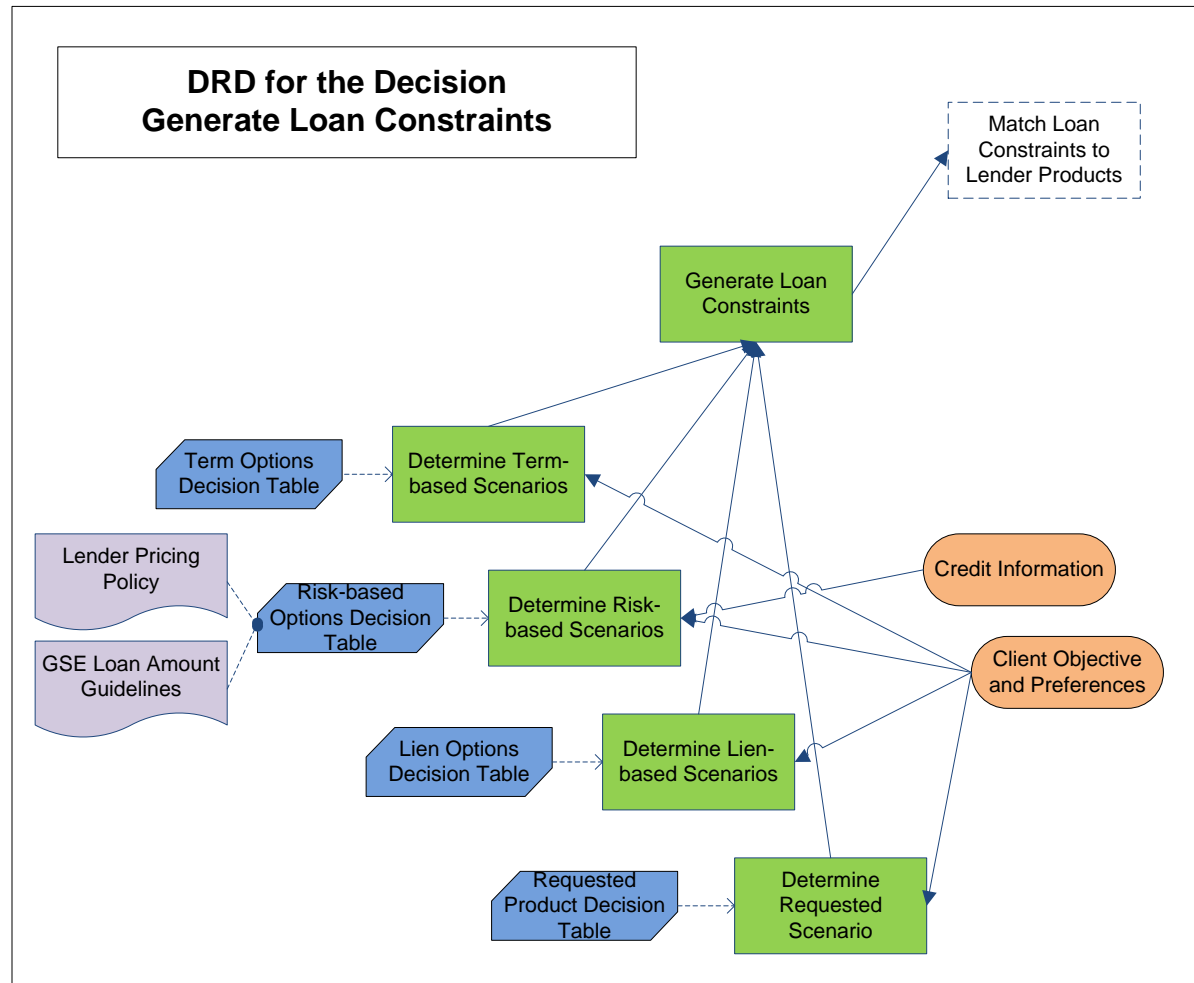 DRD for the Decision
Generate Loan Constraints
Match Loan
Constraints to
Lender Products
Generate Loan
Constraints
Term Options
Decision Table
Determine Term-
based Scenarios
Lender Pricing
Policy
Risk-based
Options Decision
Table
Determine Risk-
based Scenarios
Credit Information
GSE Loan Amount
Guidelines
Client Objective
and Preferences
Lien Options
Decision Table
Determine Lien-
based Scenarios
Requested
Product Decision
Table
Determine
Requested
Scenario